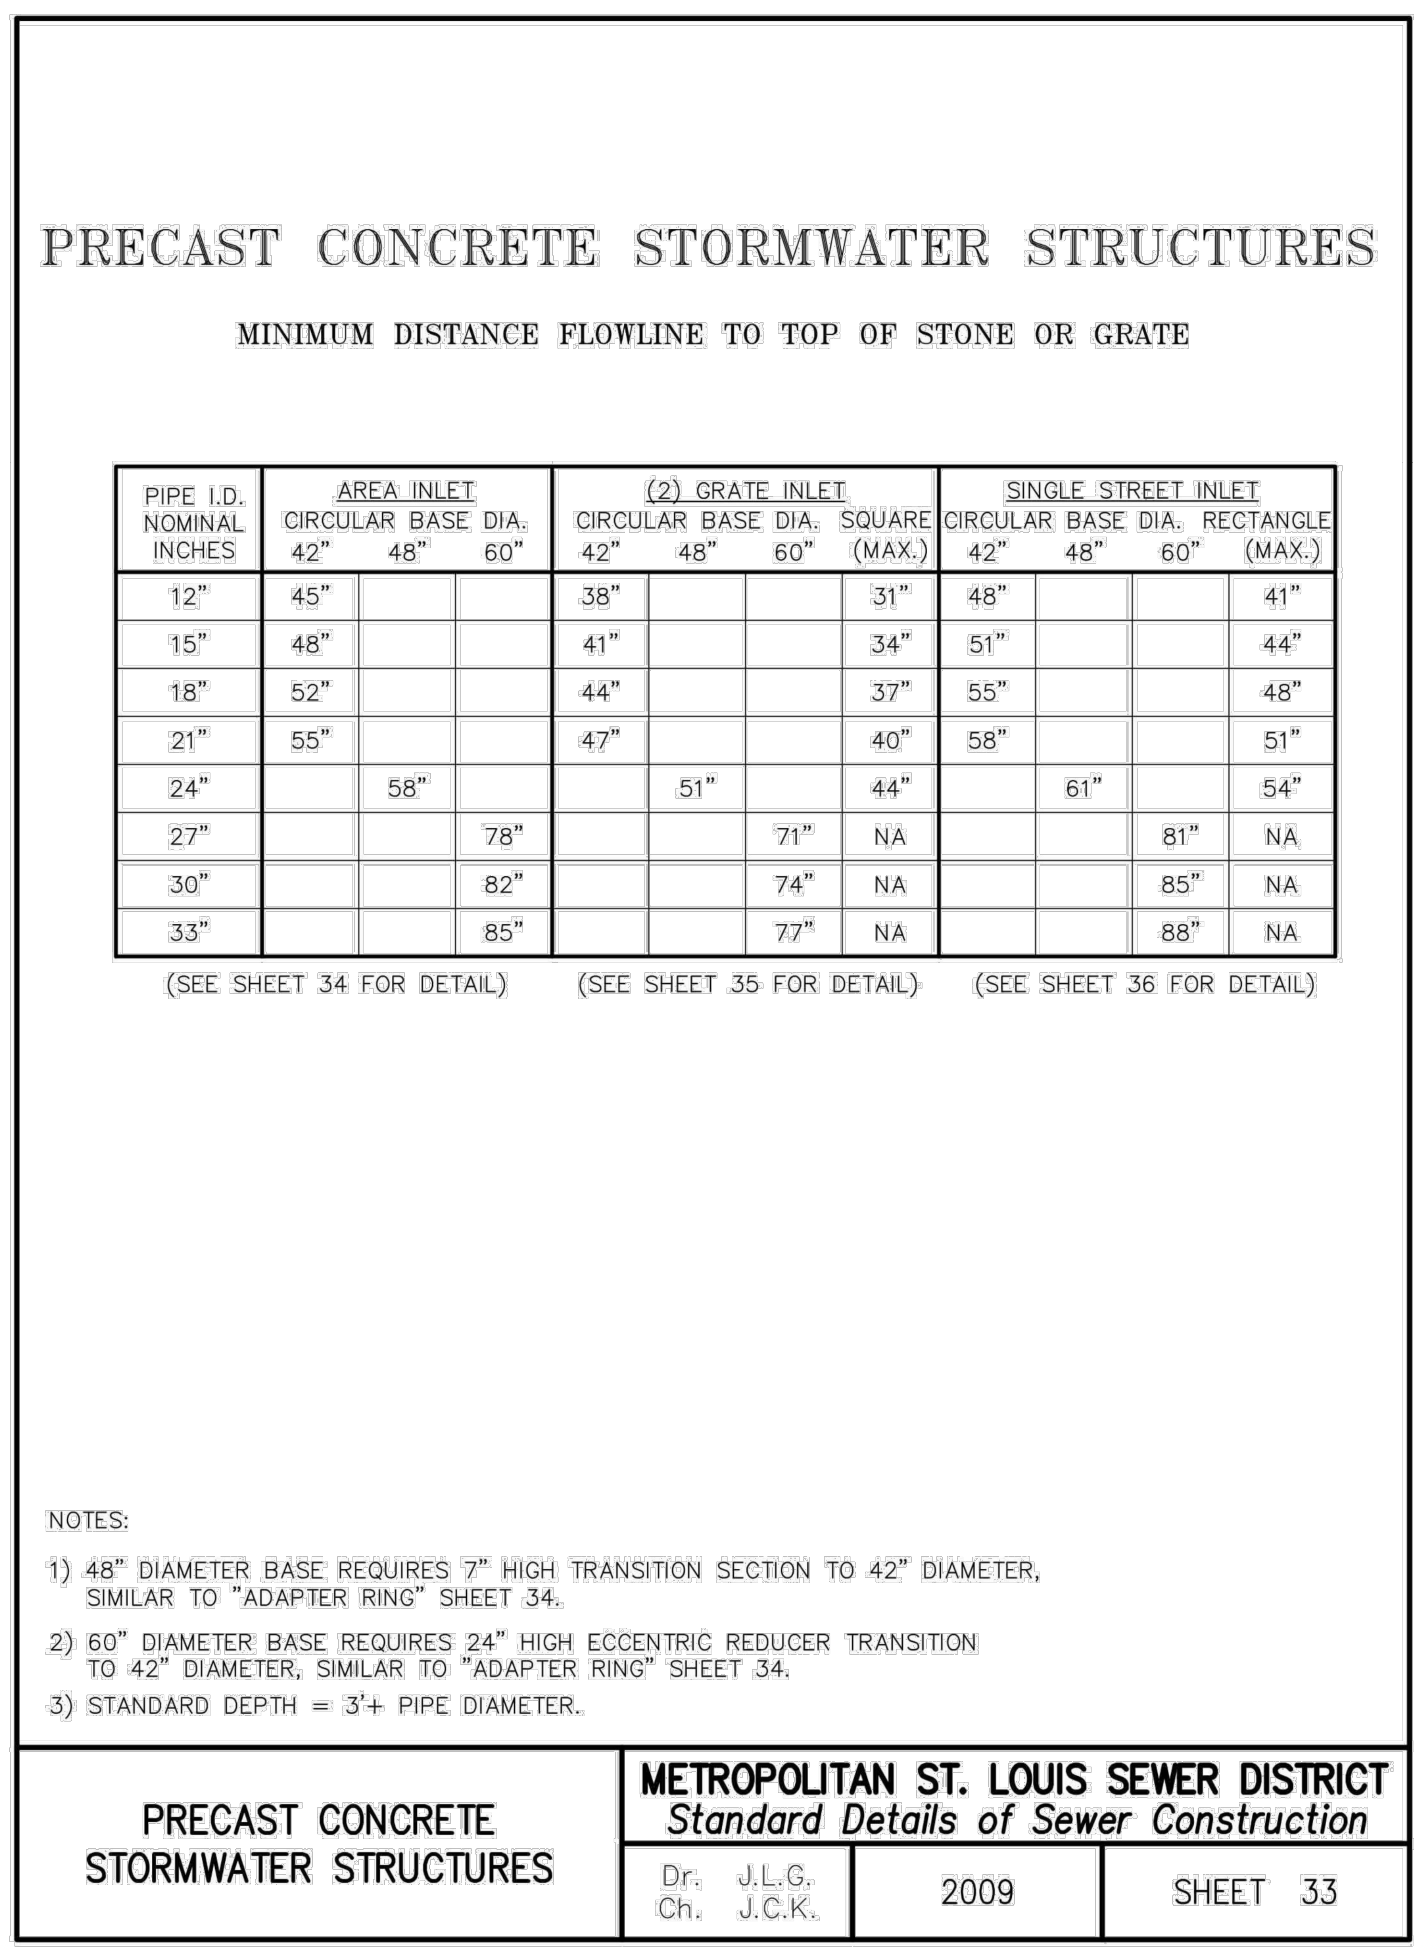 PRECAST CONCRETE STORMWATER STRUCTURES
MINIMUM DISTANCE FLOWLINE TO TOP OF STONE OR GRATE
PIPE I.D. NOMINAL INCHES
AREA INLET
CIRCULAR BASE DIA.
42” 48” 60”
(2) GRATE INLET
CIRCULAR BASE DIA. SQUARE
42” 48” 60” (MAX.)
SINGLE STREET INLET
CIRCULAR BASE DIA. RECTANGLE
42” 48” 60” (MAX.)
12” 45” 38” 31” 48” 41”
15” 48” 41” 34” 51” 44”
18” 52” 44” 37” 55” 48”
21” 55” 47” 40” 58” 51”
24” 58” 51” 44” 61” 54”
27” 78” 71” NA 81” NA
30” 82” 74” NA 85” NA
33” 85” 77” NA 88” NA
(SEE SHEET 34 FOR DETAIL) (SEE SHEET 35 FOR DETAIL) (SEE SHEET 36 FOR DETAIL)
NOTES:
1) 48” DIAMETER BASE REQUIRES 7” HIGH TRANSITION SECTION TO 42” DIAMETER,
SIMILAR TO ”ADAPTER RING” SHEET 34.
2) 60” DIAMETER BASE REQUIRES 24” HIGH ECCENTRIC REDUCER TRANSITION
TO 42” DIAMETER, SIMILAR TO ”ADAPTER RING” SHEET 34.
3) STANDARD DEPTH = 3’+ PIPE DIAMETER.
PRECAST CONCRETE
STORMWATER STRUCTURES
METROPOLITAN ST. LOUIS SEWER DISTRICT
Standard Details of Sewer Construction
Dr. J.L.G.
Ch. J.C.K.
2009
SHEET 33